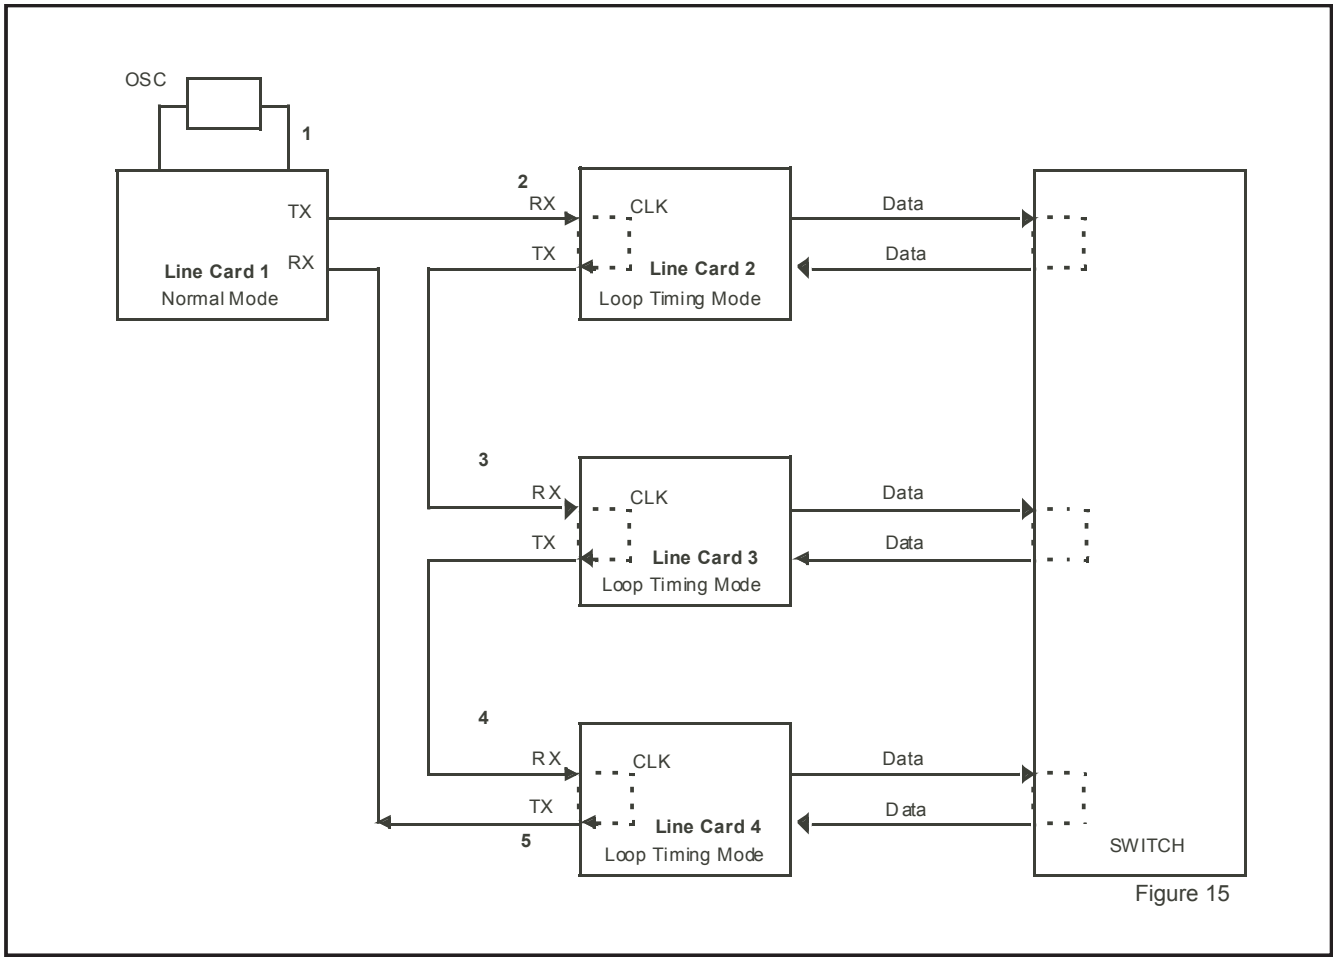 OSC
1
TX
RX
Line Card 1
Normal Mode
2
RX
CLK
TX
Line Card 2
Loop Timing Mode
Data
Data
3
RX
CLK
TX
Line Card 3
Loop Timing Mode
Data
Data
4
RX
CLK
TX
5
Line Card 4
Loop Timing Mode
Data
Data
SWITCH
Figure 15